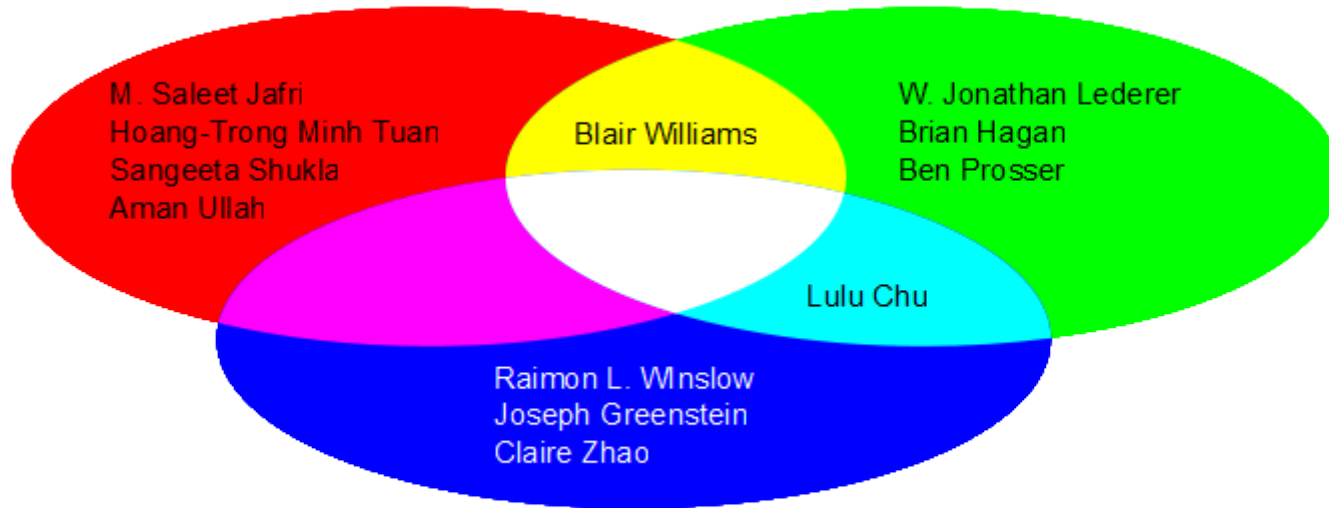 M. Saleet Jafri
Hoang-Trong Minh Tuan
Sangeeta Shukla
Aman Ullah
Blair Williams
W. Jonathan Lederer
Brian Hagan
Ben Prosser
Lulu Chu
Raimon L. WInslow
Joseph Greenstein
Claire Zhao